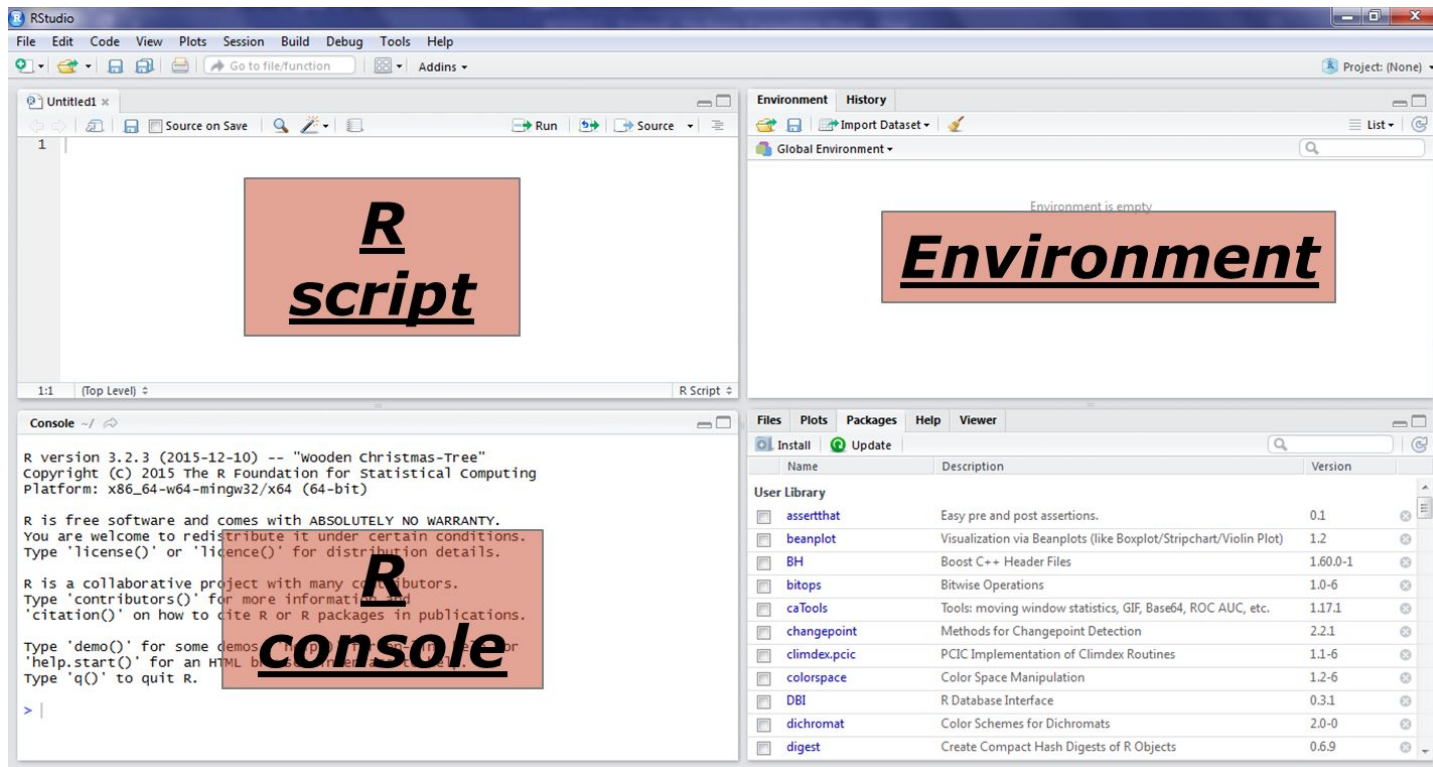 RStudio
File Edit Code View Plots Session Build Debug Tools Help
Go to file/function Addins Project: (None)
Untitled1
Source on Save Run Source
1
R
script
1:1 (Top Level) R Script
Environment History
Import Dataset List
Global Environment
Environment is empty
Environment
Console ~/
R version 3.2.3 (2015-12-10) -- "Wooden Christmas-Tree"
Copyright (C) 2015 The R Foundation for Statistical Computing
Platform: x86_64-w64-mingw32/x64 (64-bit)
R is free software and comes with ABSOLUTELY NO WARRANTY.
You are welcome to redistribute it under certain conditions.
Type 'license()' or 'licence()' for distribution details.
R is a collaborative project with many contributors.
Type 'contributors()' for more information and
'citation()' on how to cite R or R packages in publications.
Type 'demo()' for some demos, for
'help.start()' for an HTML
Type 'q()' to quit R.
>
R
console
Files Plots Packages Help Viewer
Install Update
Name Description Version
User Library
assertthat Easy pre and post assertions. 0.1
beanplot Visualization via Beanplots (like Boxplot/Stripchart/Violin Plot) 1.2
BH Boost C++ Header Files 1.60.0-1
bitops Bitwise Operations 1.0-6
caTools Tools: moving window statistics, GIF, Base64, ROC AUC, etc. 1.17.1
changepoint Methods for Changepoint Detection 2.2.1
climdex.pcic PCIC Implementation of Climdex Routines 1.1-6
colorspace Color Space Manipulation 1.2-6
DBI R Database Interface 0.3.1
dichromat Color Schemes for Dichromats 2.0-0
digest Create Compact Hash Digests of R Objects 0.6.9